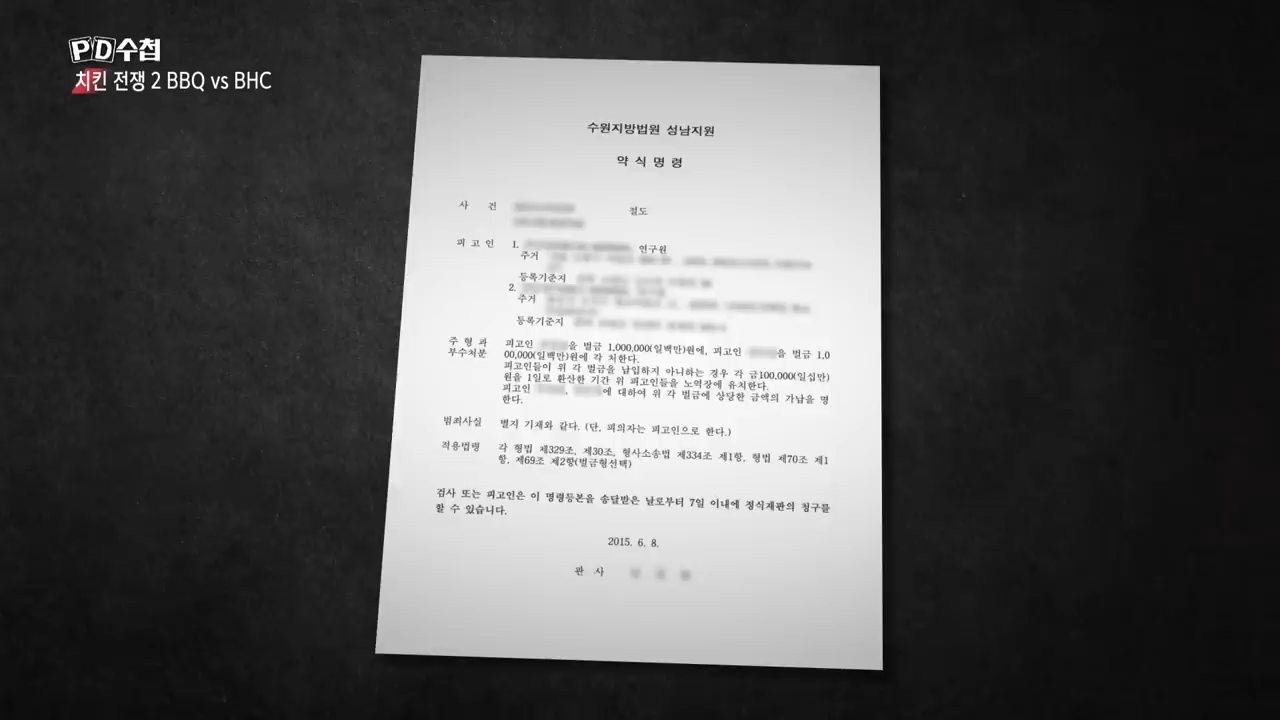 PD수첩
치킨 전쟁 2 BBQ vs BHC
수원지방법원 성남지원
약 식 명 령
사 건 절도
피 고 인 1. , 연구원
주거
등록기준지
2.
주거
등록기준지
주 형 과 피고인 을 벌금 1,000,000(일백만)원에, 피고인 을 벌금 1,0
부수처분 00,000(일백만)원에 각 처한다.
피고인들이 위 각 벌금을 납입하지 아니하는 경우 각 금100,000(일십만)
원을 1일로 환산한 기간 위 피고인들을 노역장에 유치한다.
피고인 , 에 대하여 위 각 벌금에 상당한 금액의 가납을 명
한다.
범죄사실 별지 기재와 같다. (단, 피의자는 피고인으로 한다.)
적용법령 각 형법 제329조, 제30조, 형사소송법 제334조 제1항, 형법 제70조 제1
항, 제69조 제2항(벌금형선택)
검사 또는 피고인은 이 명령등본을 송달받은 날로부터 7일 이내에 정식재판의 청구를
할 수 있습니다.
2015. 6. 8.
판 사